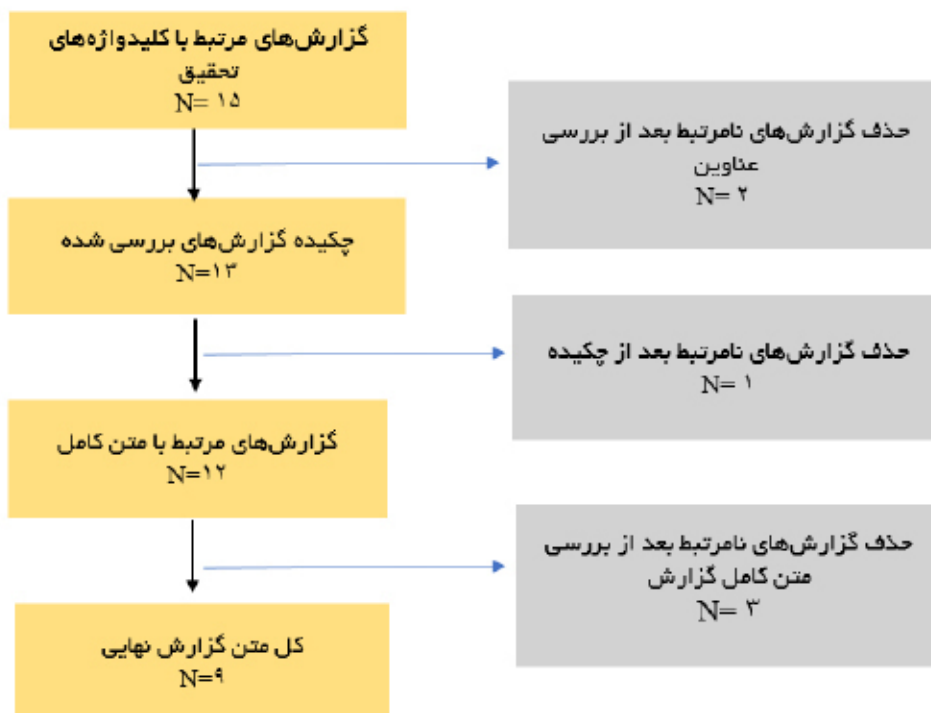 گزارش‌های مرتبط با کلیدواژه‌های
تحقیق
N= ۱۵
حذف گزارش‌های نامرتبط بعد از بررسی
عناوین
N= ۲
چکیده گزارش‌های بررسی شده
N=۱۳
حذف گزارش‌های نامرتبط بعد از چکیده
N= ۱
گزارش‌های مرتبط با متن کامل
N=۱۲
حذف گزارش‌های نامرتبط بعد از بررسی
متن کامل گزارش
N= ۳
کل متن گزارش نهایی
N=۹